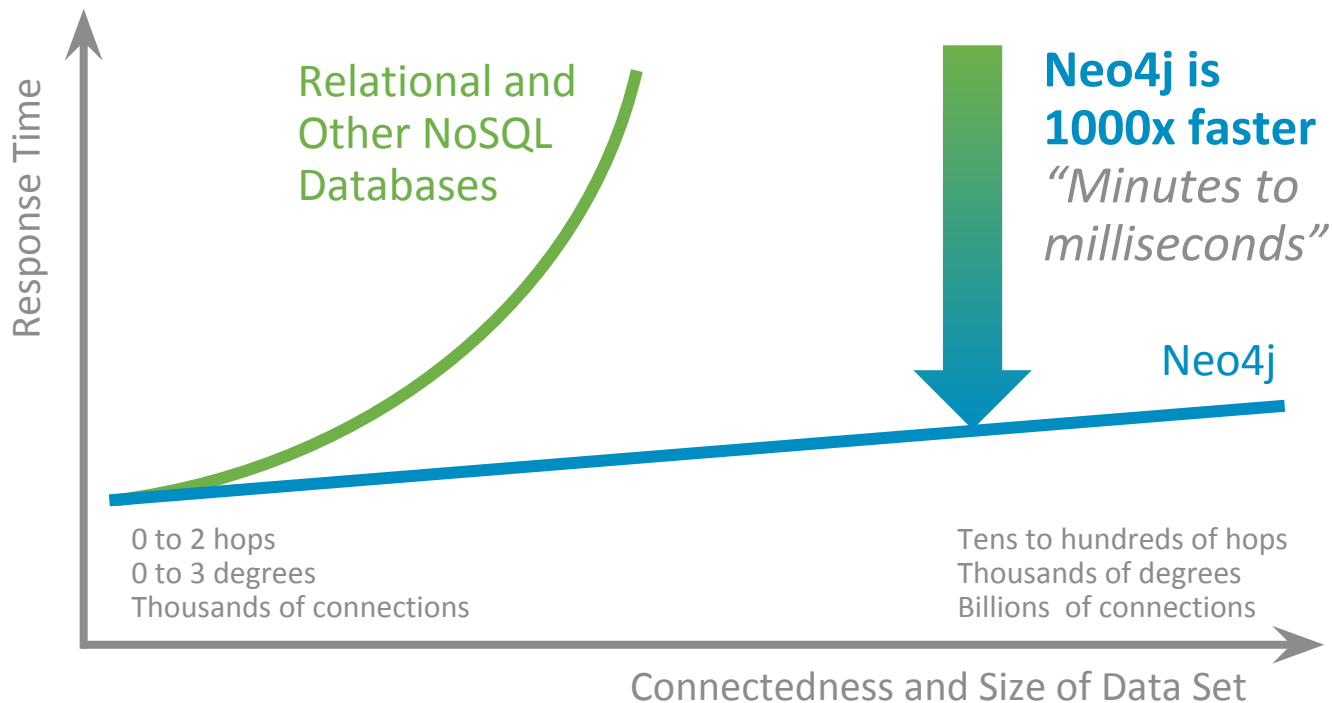 Response Time
Relational and
Other NoSQL
Databases
Neo4j is
1000x faster
“Minutes to
milliseconds”
Neo4j
0 to 2 hops
0 to 3 degrees
Thousands of connections
Tens to hundreds of hops
Thousands of degrees
Billions  of connections
Connectedness and Size of Data Set